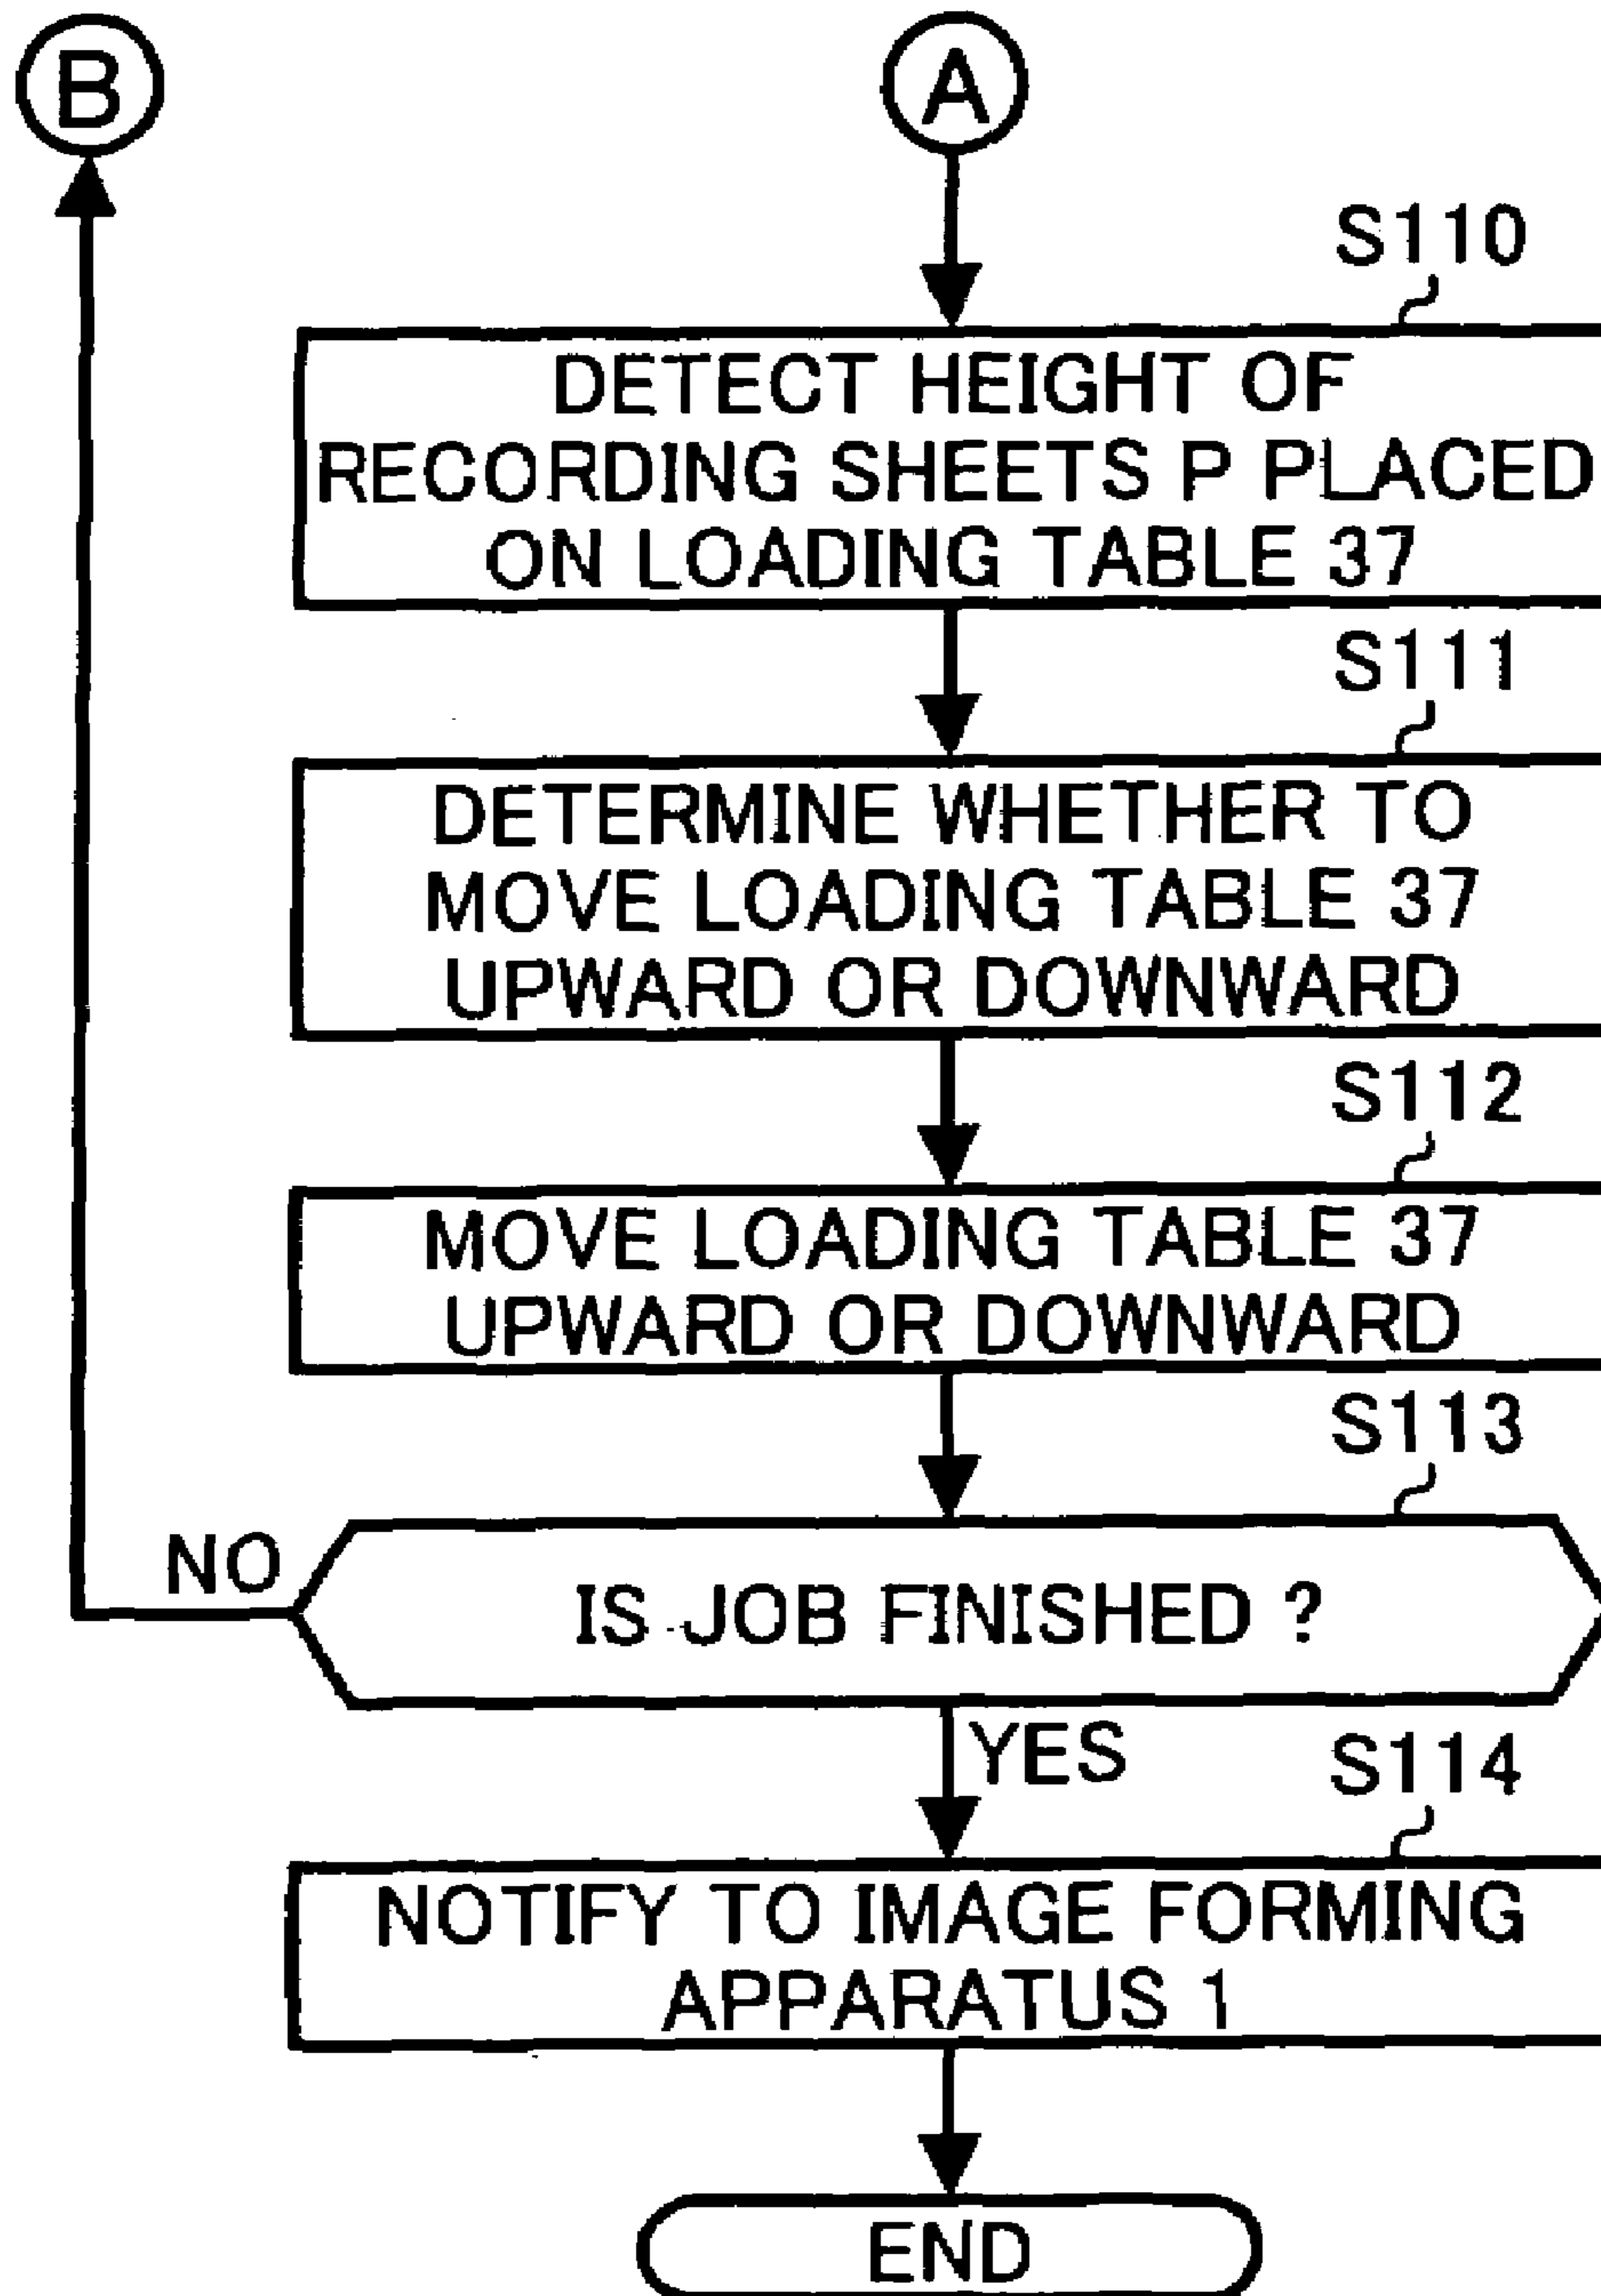 B
A
S110
DETECT HEIGHT OF
RECORDING SHEETS P PLACED
ON LOADING TABLE 37
S111
DETERMINE WHETHER TO
MOVE LOADING TABLE 37
UPWARD OR DOWNWARD
S112
MOVE LOADING TABLE 37
UPWARD OR DOWNWARD
S113
NO
IS JOB FINISHED ?
YES
S114
NOTIFY TO IMAGE FORMING
APPARATUS 1
END